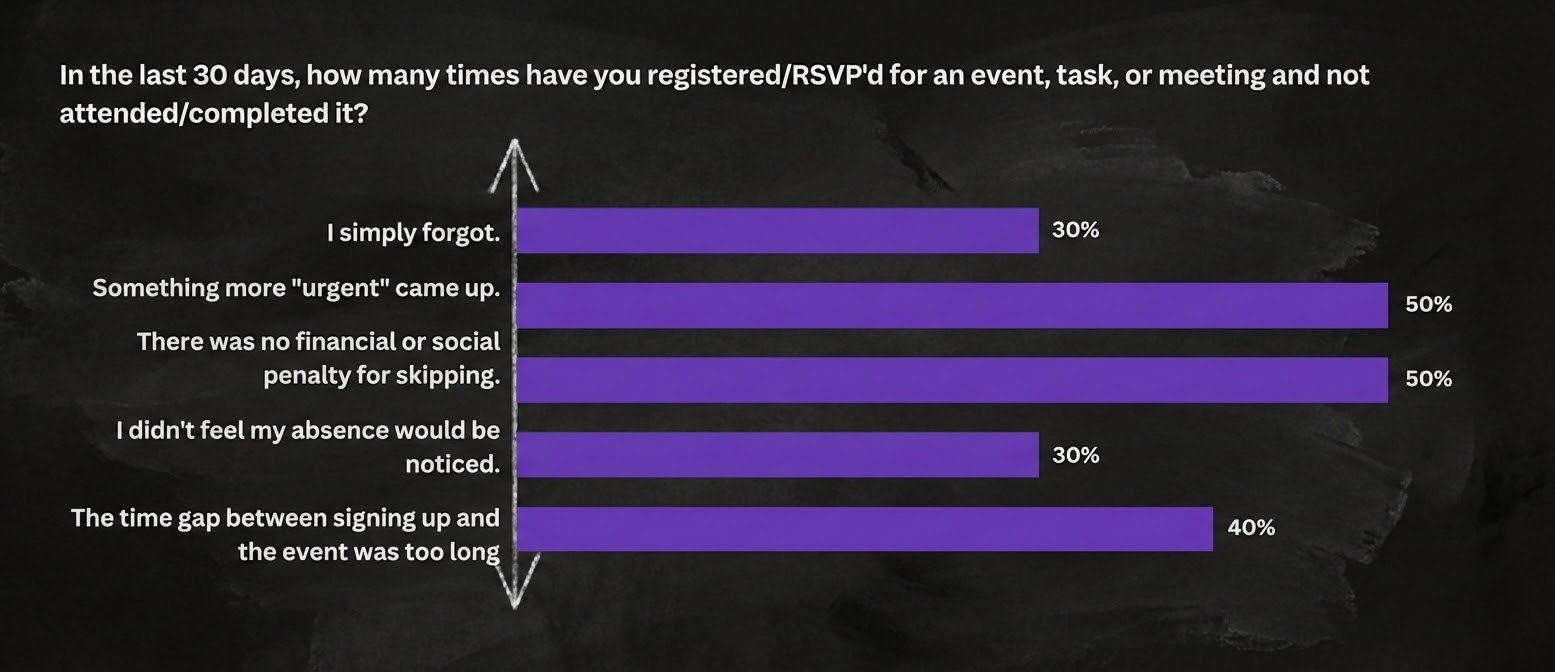 In the last 30 days, how many times have you registered/RSVP'd for an event, task, or meeting and not
attended/completed it?
I simply forgot.
30%
Something more "urgent" came up.
50%
There was no financial or social
penalty for skipping.
50%
I didn't feel my absence would be
noticed.
30%
The time gap between signing up and
the event was too long
40%